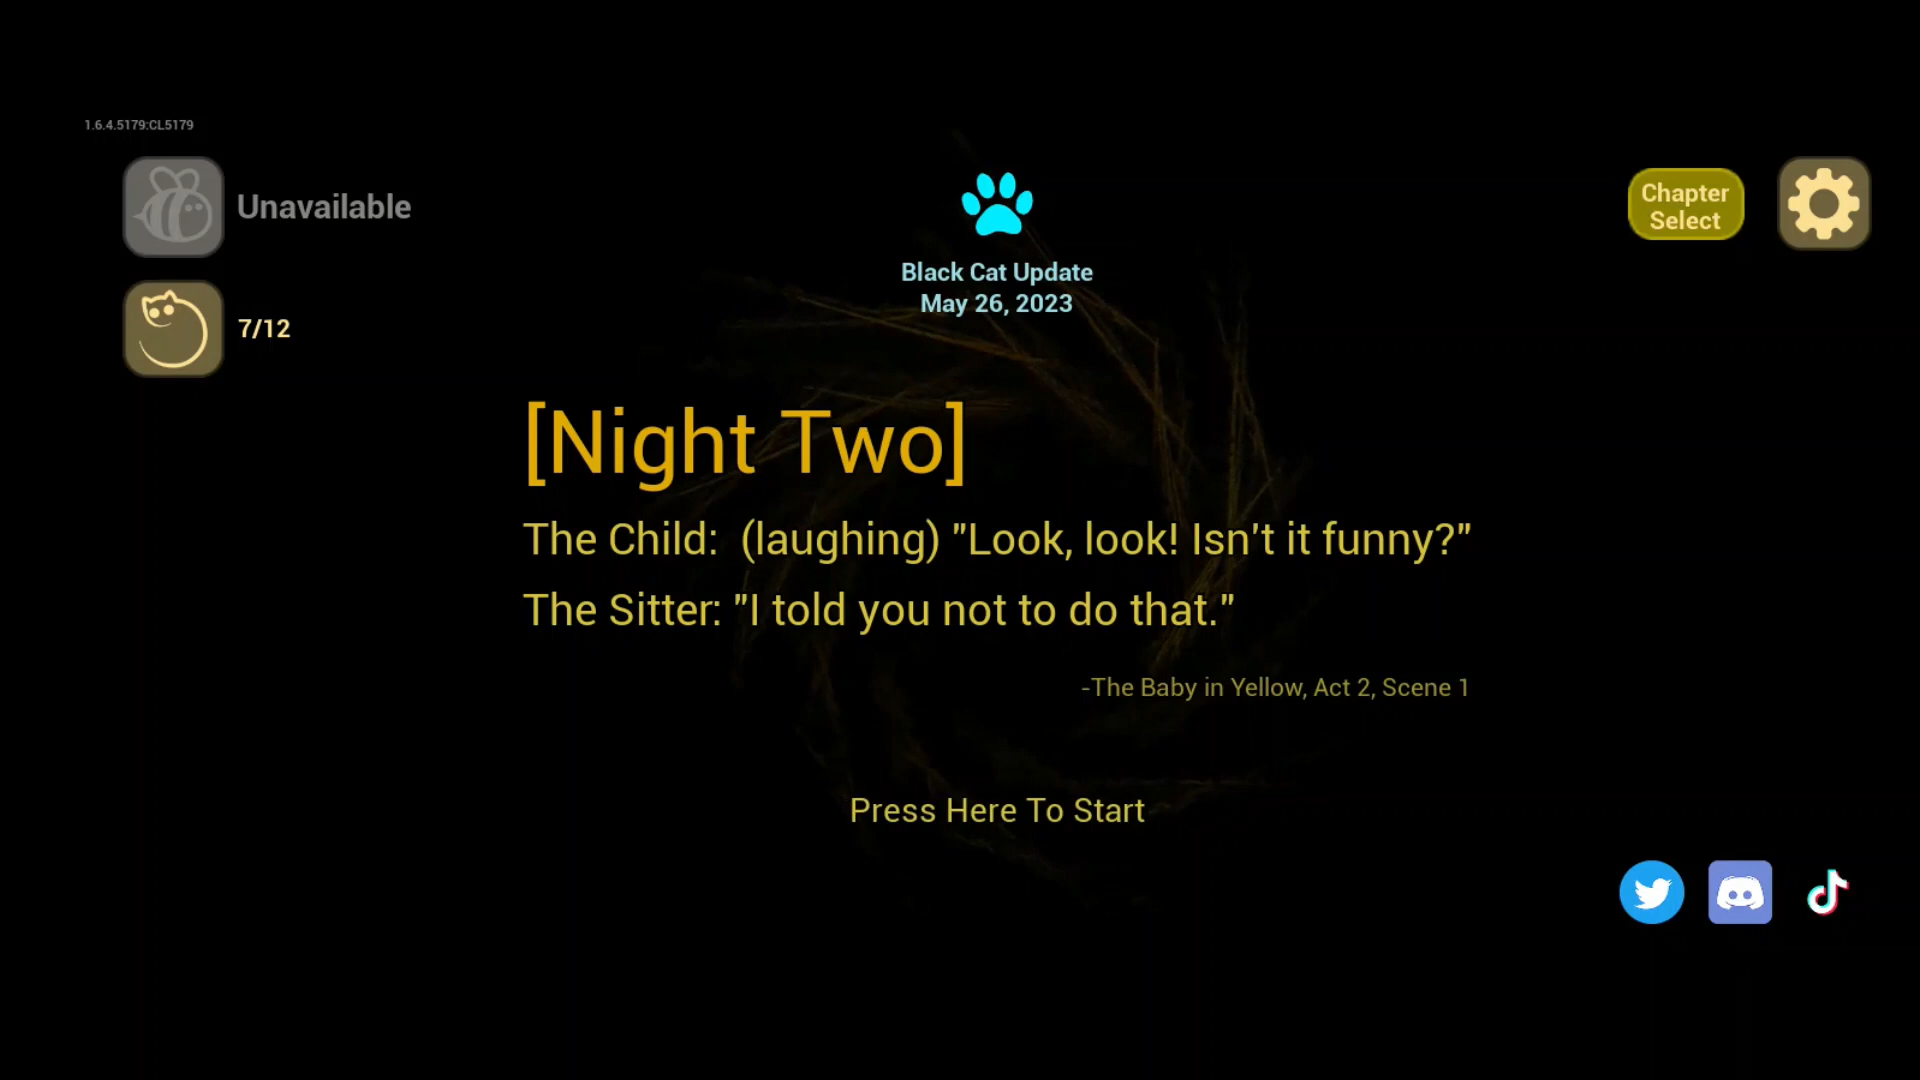 1.6.4.5179:CL5179
Unavailable
7/12
Black Cat Update
May 26, 2023
Chapter
Select
[Night Two]
The Child:  (laughing) "Look, look! Isn't it funny?"
The Sitter: "I told you not to do that."
-The Baby in Yellow, Act 2, Scene 1
Press Here To Start